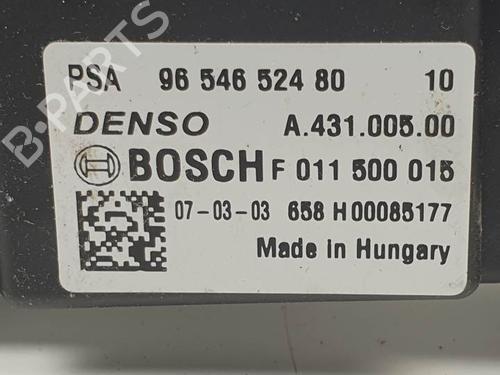 PSA 96 546 524 80 10
DENSO A.431.005.00
BOSCH F 011 500 015
07-03-03 658 H00085177
Made in Hungary
B-PARTS